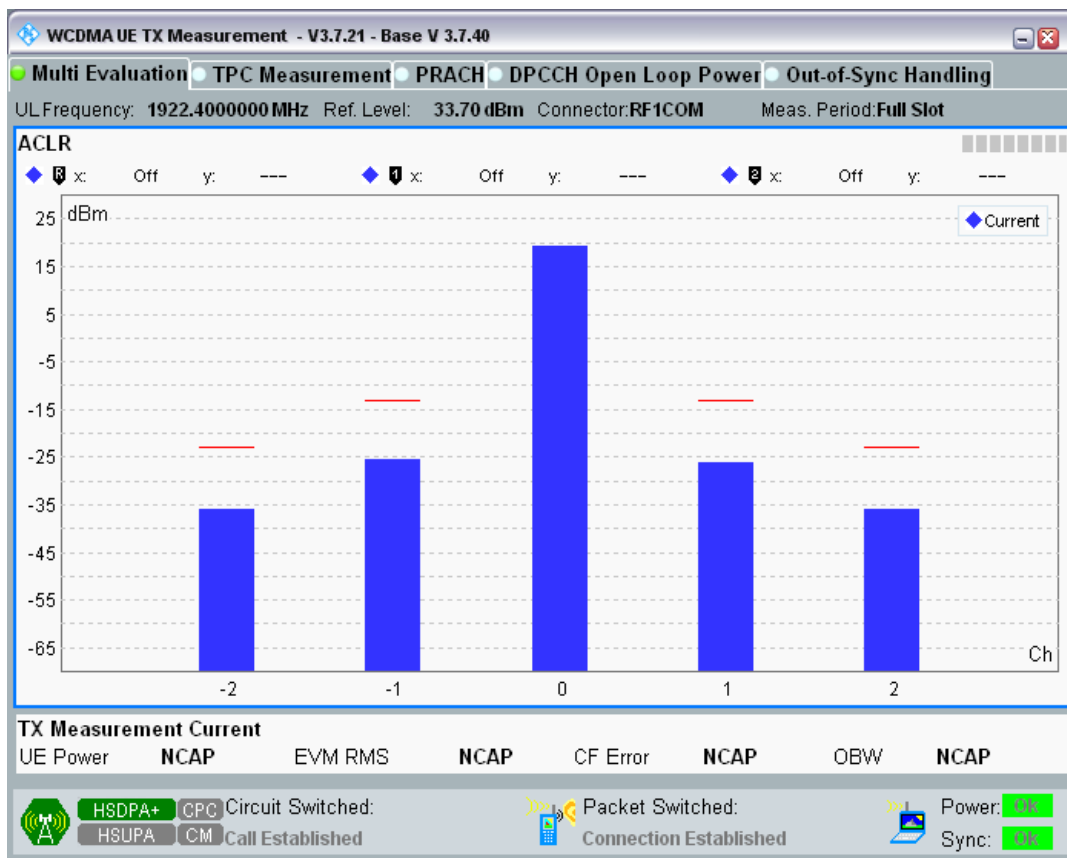 WCDMA UE TX Measurement - V3.7.21 - Base V 3.7.40
Multi Evaluation TPC Measurement PRACH DPCCH Open Loop Power Out-of-Sync Handling
UL Frequency: 1922.4000000 MHz Ref. Level: 33.70 dBm Connector:RF1COM Meas. Period:Full Slot
ACLR
R x: Off y: --- 1 x: Off y: --- 2 x: Off y: ---
dBm
Current
25
15
5
-5
-15
-25
-35
-45
-55
-65
Ch
-2 -1 0 1 2
TX Measurement Current
UE Power NCAP EVM RMS NCAP CF Error NCAP OBW NCAP
HSDPA+ CPC Circuit Switched: Packet Switched: Power: Ok
HSUPA CM Call Established Connection Established Sync: Ok